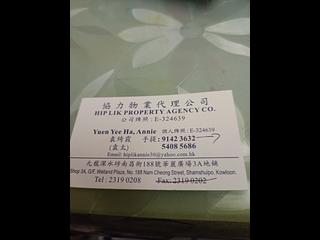 協力物業代理公司
HIP LIK PROPERTY AGENCY CO.
公司牌照 : E-324639
Yuen Yee Ha, Annie 個人牌照 : E-324639
袁綺霞 手提 : 9142 3632
(袁太) 5408 5686
Email: hiplikannie36@yahoo.com.hk
九龍深水埗南昌街188號華麗廣場3A地鋪
Shop 3A, G/F, Welland Plaza, No. 188 Nam Cheong Street, Shamshuipo, Kowloon.
Tel : 2319 0208 Fax: 2319 0202